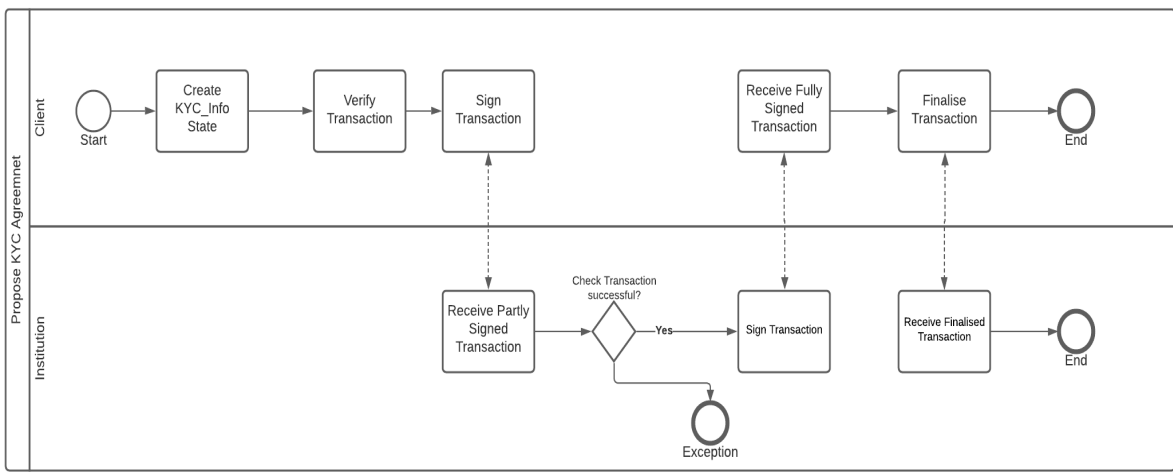 Propose KYC Agreemnet
Client
Start
Create
KYC_Info
State
Verify
Transaction
Sign
Transaction
Receive Fully
Signed
Transaction
Finalise
Transaction
End
Institution
Receive Partly
Signed
Transaction
Check Transaction
successful?
Yes
Sign Transaction
Receive Finalised
Transaction
End
Exception